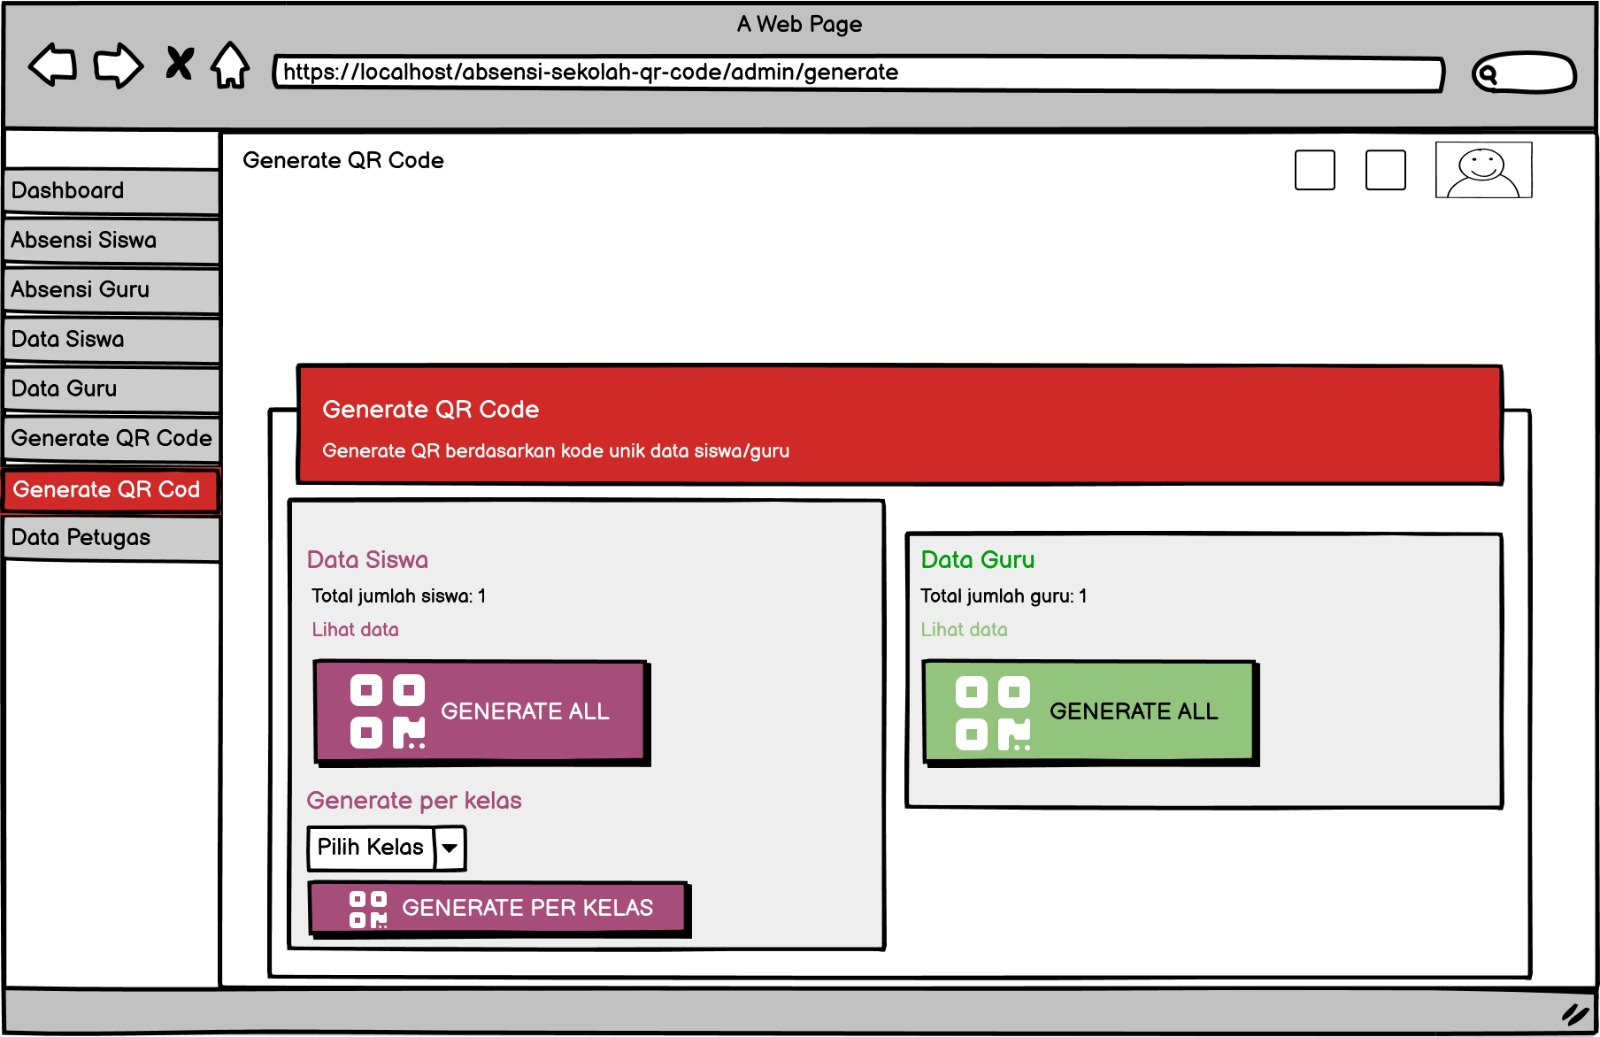 A Web Page
https://localhost/absensi-sekolah-qr-code/admin/generate
Generate QR Code
Dashboard
Absensi Siswa
Absensi Guru
Data Siswa
Data Guru
Generate QR Code
Generate QR Cod
Data Petugas
Generate QR Code
Generate QR berdasarkan kode unik data siswa/guru
Data Siswa
Total jumlah siswa: 1
Lihat data
GENERATE ALL
Generate per kelas
Pilih Kelas
GENERATE PER KELAS
Data Guru
Total jumlah guru: 1
Lihat data
GENERATE ALL